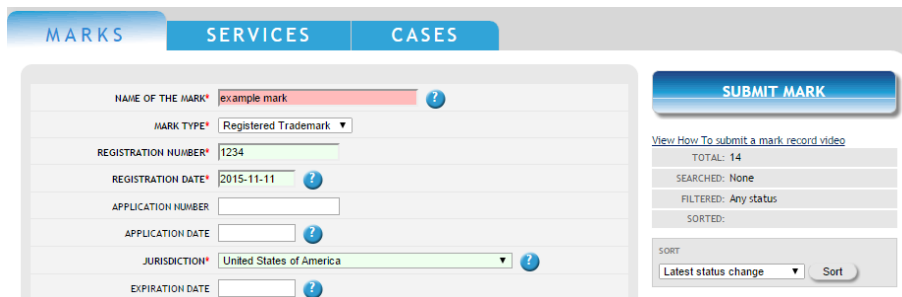 MARKS SERVICES CASES
NAME OF THE MARK* example mark ?
MARK TYPE* Registered Trademark
REGISTRATION NUMBER* 1234
REGISTRATION DATE* 2015-11-11 ?
APPLICATION NUMBER
APPLICATION DATE ?
JURISDICTION* United States of America ?
EXPIRATION DATE ?
SUBMIT MARK
View How To submit a mark record video
TOTAL: 14
SEARCHED: None
FILTERED: Any status
SORTED:
SORT
Latest status change Sort